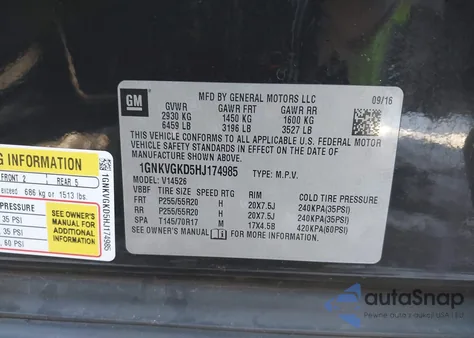 GM
MFD BY GENERAL MOTORS LLC
09/16
GVWR GAWR FRT GAWR RR
2930 KG 1450 KG 1600 KG
6459 LB 3196 LB 3527 LB
THIS VEHICLE CONFORMS TO ALL APPLICABLE U.S. FEDERAL MOTOR
VEHICLE SAFETY STANDARDS IN EFFECT ON THE DATE OF
MANUFACTURE SHOWN ABOVE.
1GNKVGKD5HJ174985 TYPE: M.P.V.
MODEL: V14526
VBBF TIRE SIZE SPEED RTG RIM COLD TIRE PRESSURE
FRT P255/55R20 H 20X7.5J 240KPA(35PSI)
RR P255/55R20 H 20X7.5J 240KPA(35PSI)
SPA T145/70R17 M 17X4.5B 420KPA(60PSI)
SEE OWNER'S MANUAL FOR ADDITIONAL INFORMATION.
G INFORMATION
FRONT 2 REAR 5
exceed 686 kg or 1513 lbs.
PRESSURE
35 PSI
35 PSI
60 PSI
SEE OWNER'S
MANUAL FOR
ADDITIONAL
INFORMATION
1GNKVGKD5HJ174985
autoSnap